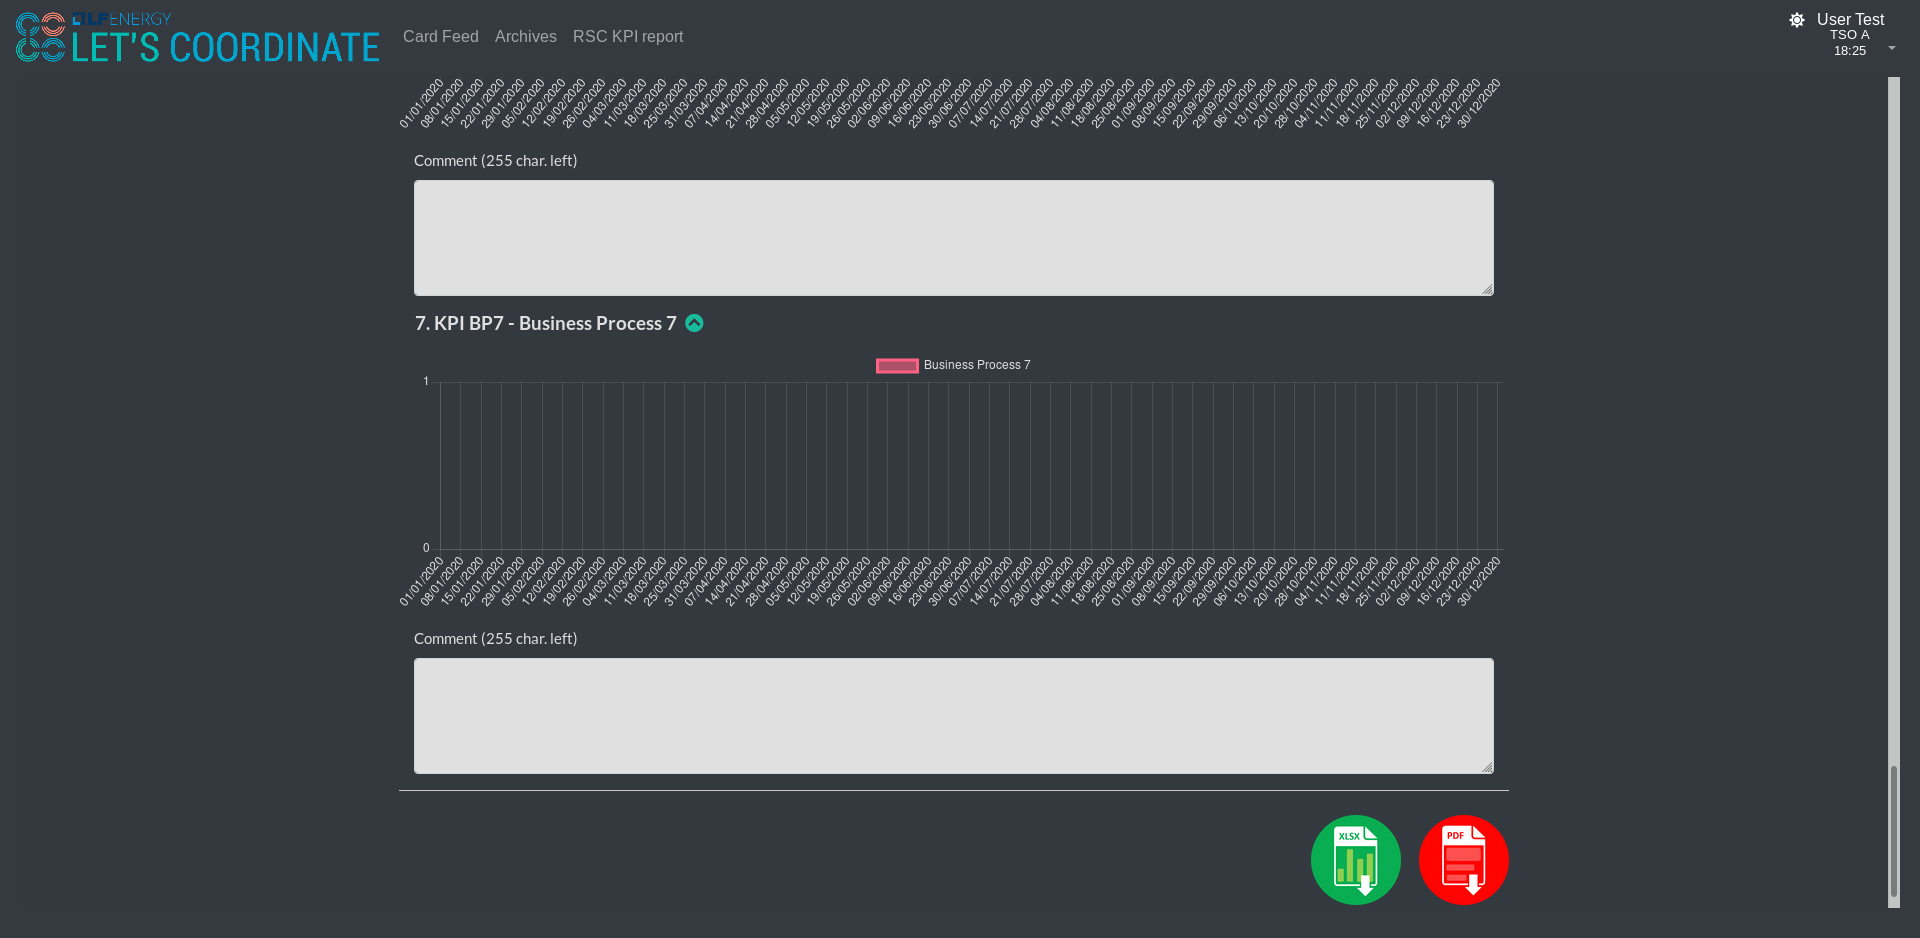 LF ENERGY
LET'S COORDINATE
Card Feed Archives RSC KPI report
User Test
TSO A
18:25
01/01/2020 08/01/2020 15/01/2020 22/01/2020 29/01/2020 05/02/2020 12/02/2020 19/02/2020 26/02/2020 04/03/2020 11/03/2020 18/03/2020 25/03/2020 31/03/2020 07/04/2020 14/04/2020 21/04/2020 28/04/2020 05/05/2020 12/05/2020 19/05/2020 26/05/2020 02/06/2020 09/06/2020 16/06/2020 23/06/2020 30/06/2020 07/07/2020 14/07/2020 21/07/2020 28/07/2020 04/08/2020 11/08/2020 18/08/2020 25/08/2020 01/09/2020 08/09/2020 15/09/2020 22/09/2020 29/09/2020 06/10/2020 13/10/2020 20/10/2020 28/10/2020 04/11/2020 11/11/2020 18/11/2020 25/11/2020 02/12/2020 09/12/2020 16/12/2020 23/12/2020 30/12/2020
Comment (255 char. left)
7. KPI BP7 - Business Process 7
Business Process 7
1
0
01/01/2020 08/01/2020 15/01/2020 22/01/2020 29/01/2020 05/02/2020 12/02/2020 19/02/2020 26/02/2020 04/03/2020 11/03/2020 18/03/2020 25/03/2020 31/03/2020 07/04/2020 14/04/2020 21/04/2020 28/04/2020 05/05/2020 12/05/2020 19/05/2020 26/05/2020 02/06/2020 09/06/2020 16/06/2020 23/06/2020 30/06/2020 07/07/2020 14/07/2020 21/07/2020 28/07/2020 04/08/2020 11/08/2020 18/08/2020 25/08/2020 01/09/2020 08/09/2020 15/09/2020 22/09/2020 29/09/2020 06/10/2020 13/10/2020 20/10/2020 28/10/2020 04/11/2020 11/11/2020 18/11/2020 25/11/2020 02/12/2020 09/12/2020 16/12/2020 23/12/2020 30/12/2020
Comment (255 char. left)
XLSX PDF